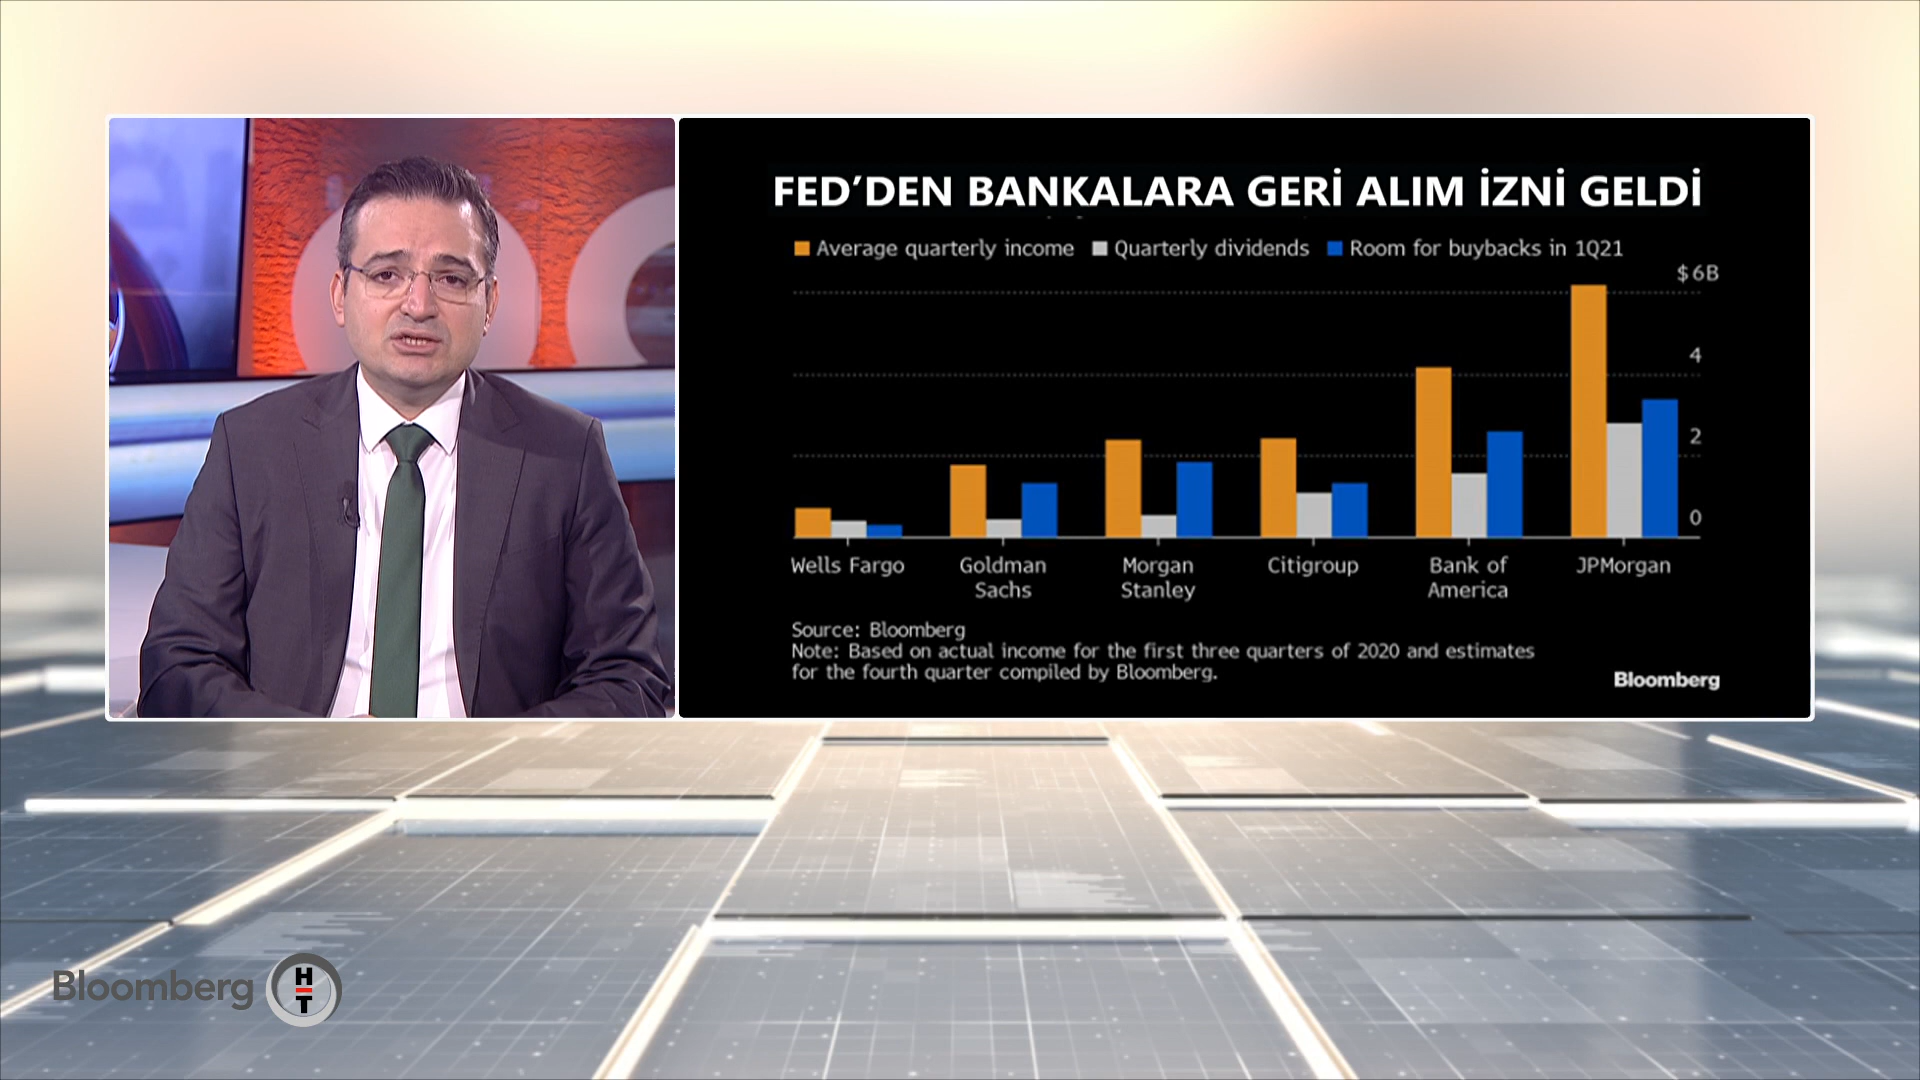 FED’DEN BANKALARA GERİ ALIM İZNİ GELDİ
Average quarterly income Quarterly dividends Room for buybacks in 1Q21
$6B
4
2
0
Wells Fargo Goldman Sachs Morgan Stanley Citigroup Bank of America JPMorgan
Source: Bloomberg
Note: Based on actual income for the first three quarters of 2020 and estimates
for the fourth quarter compiled by Bloomberg.
Bloomberg
Bloomberg HT